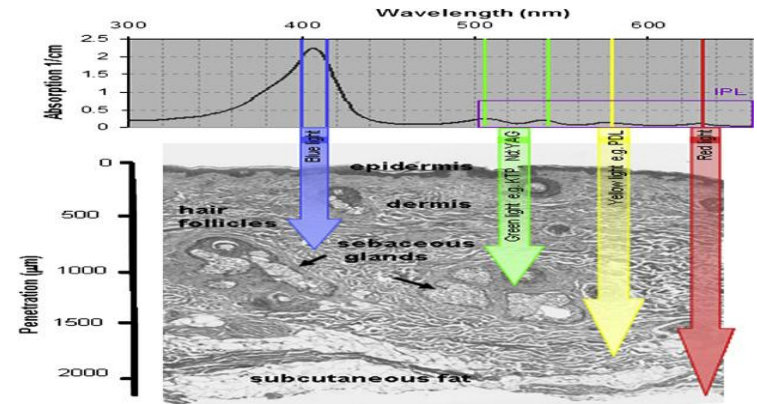 Wavelength (nm)
300 400 500 600
Absorption 1/cm
2.5
2
1.5
1
0.5
0
IPL
Blue light
Green light e.g. KTP, Nd:YAG
Yellow light e.g. PDL
Red light
Penetration (μm)
0
500
1000
1500
2000
epidermis
dermis
hair
follicles
sebaceous
glands
subcutaneous fat